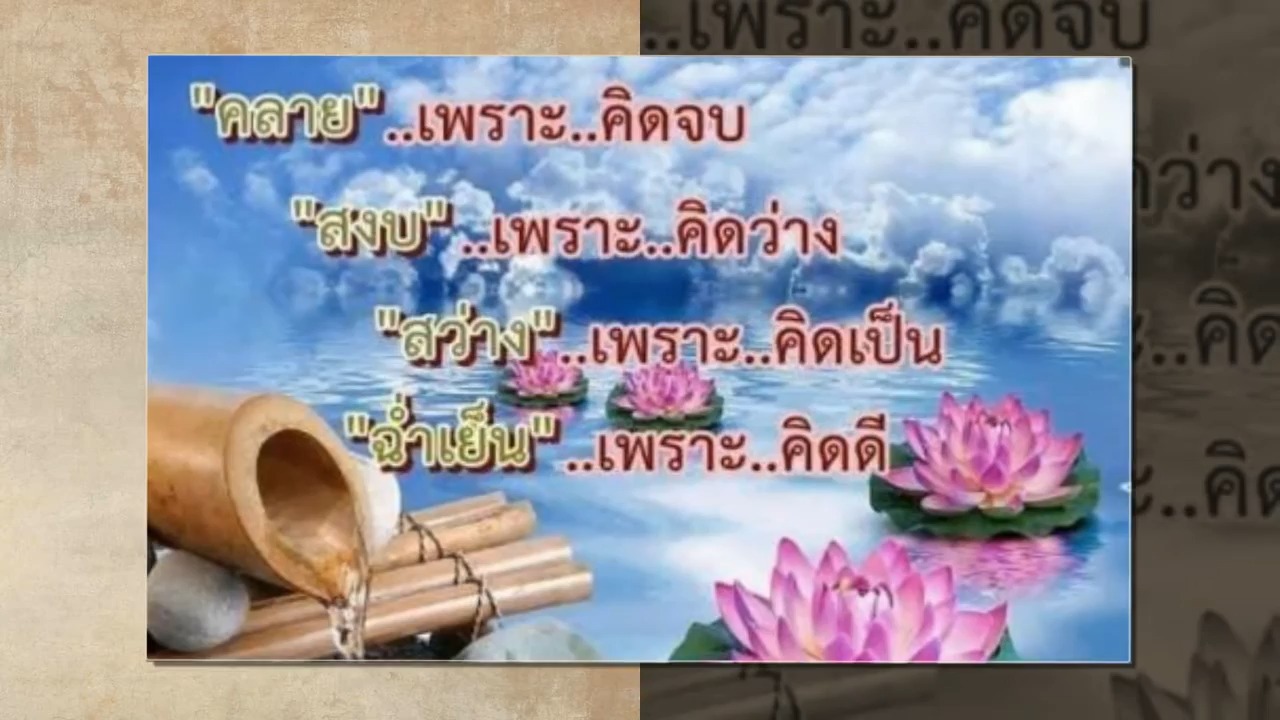 "คลาย"..เพราะ..คิดจบ
"สงบ"..เพราะ..คิดว่าง
"สว่าง"..เพราะ..คิดเป็น
"ฉ่ำเย็น"..เพราะ..คิดดี